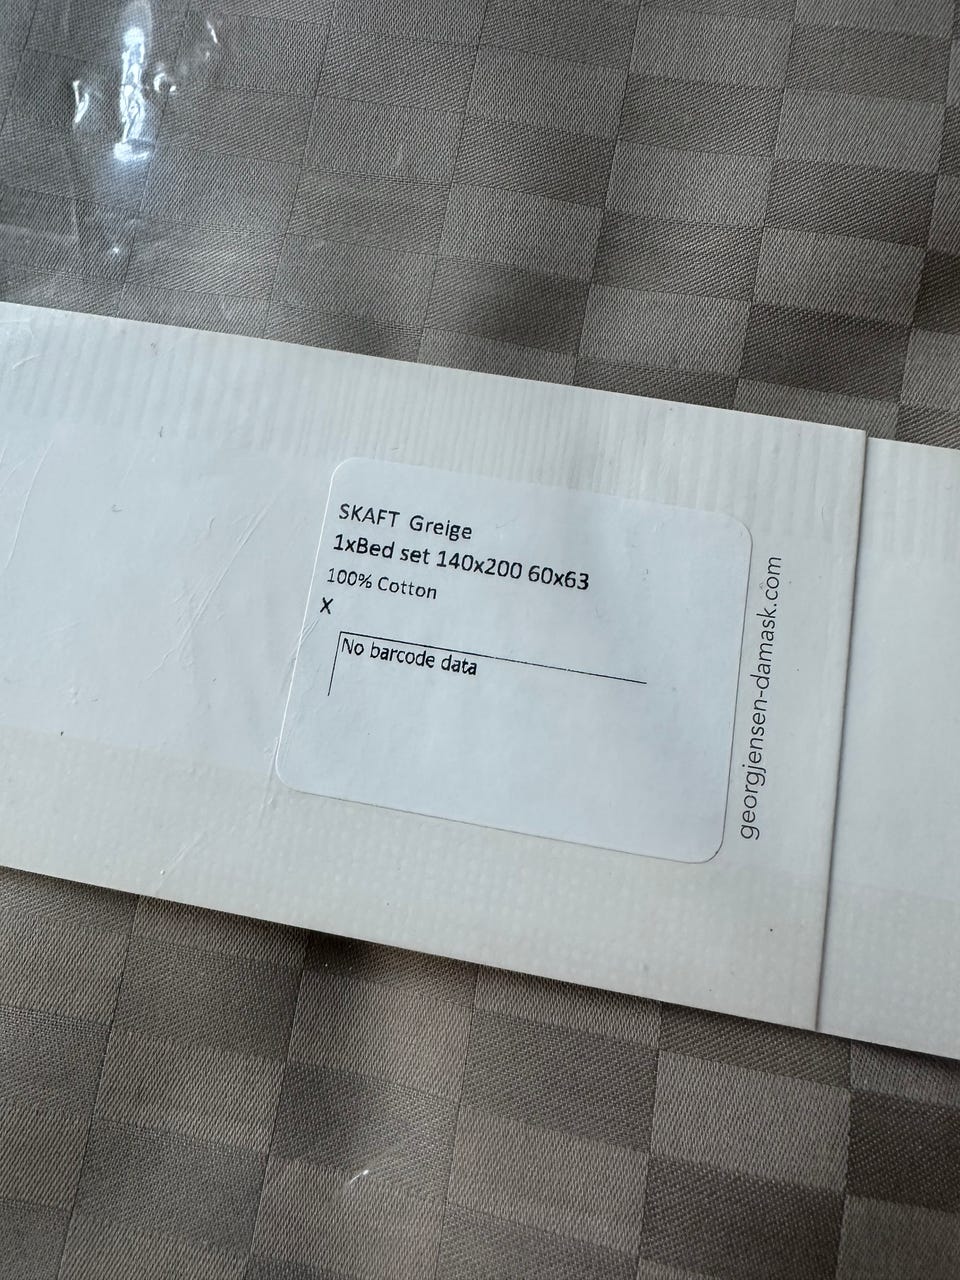 SKAFT Greige
1xBed set 140x200 60x63
100% Cotton
X
No barcode data
georgjensen-damask.com